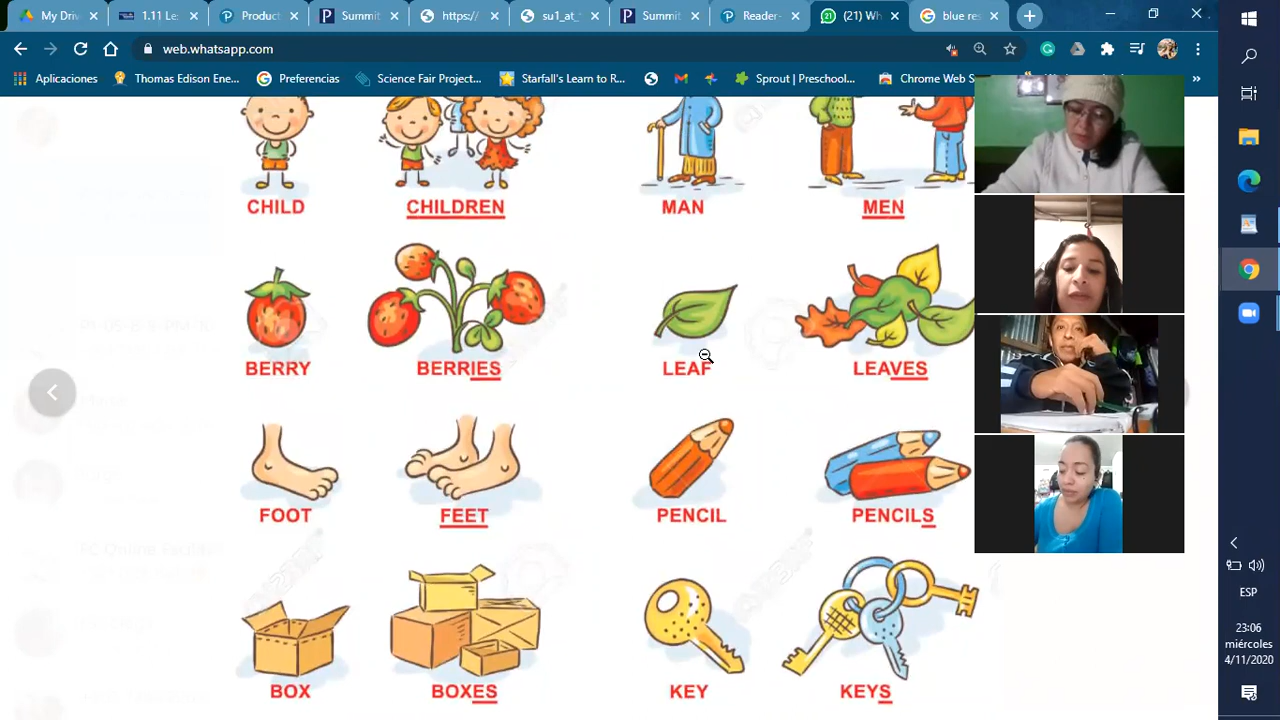 My Driv
1.11 Le
Product
Summit
https://
su1_at_
Summit
Reader-
(21) Wh
blue res
web.whatsapp.com
Aplicaciones
Thomas Edison Ene...
Preferencias
Science Fair Project...
Starfall's Learn to R...
Sprout | Preschool...
Chrome Web S
»
CHILD
CHILDREN
MAN
MEN
BERRY
BERRIES
LEAF
LEAVES
FOOT
FEET
PENCIL
PENCILS
BOX
BOXES
KEY
KEYS
ESP
23:06
miércoles
4/11/2020